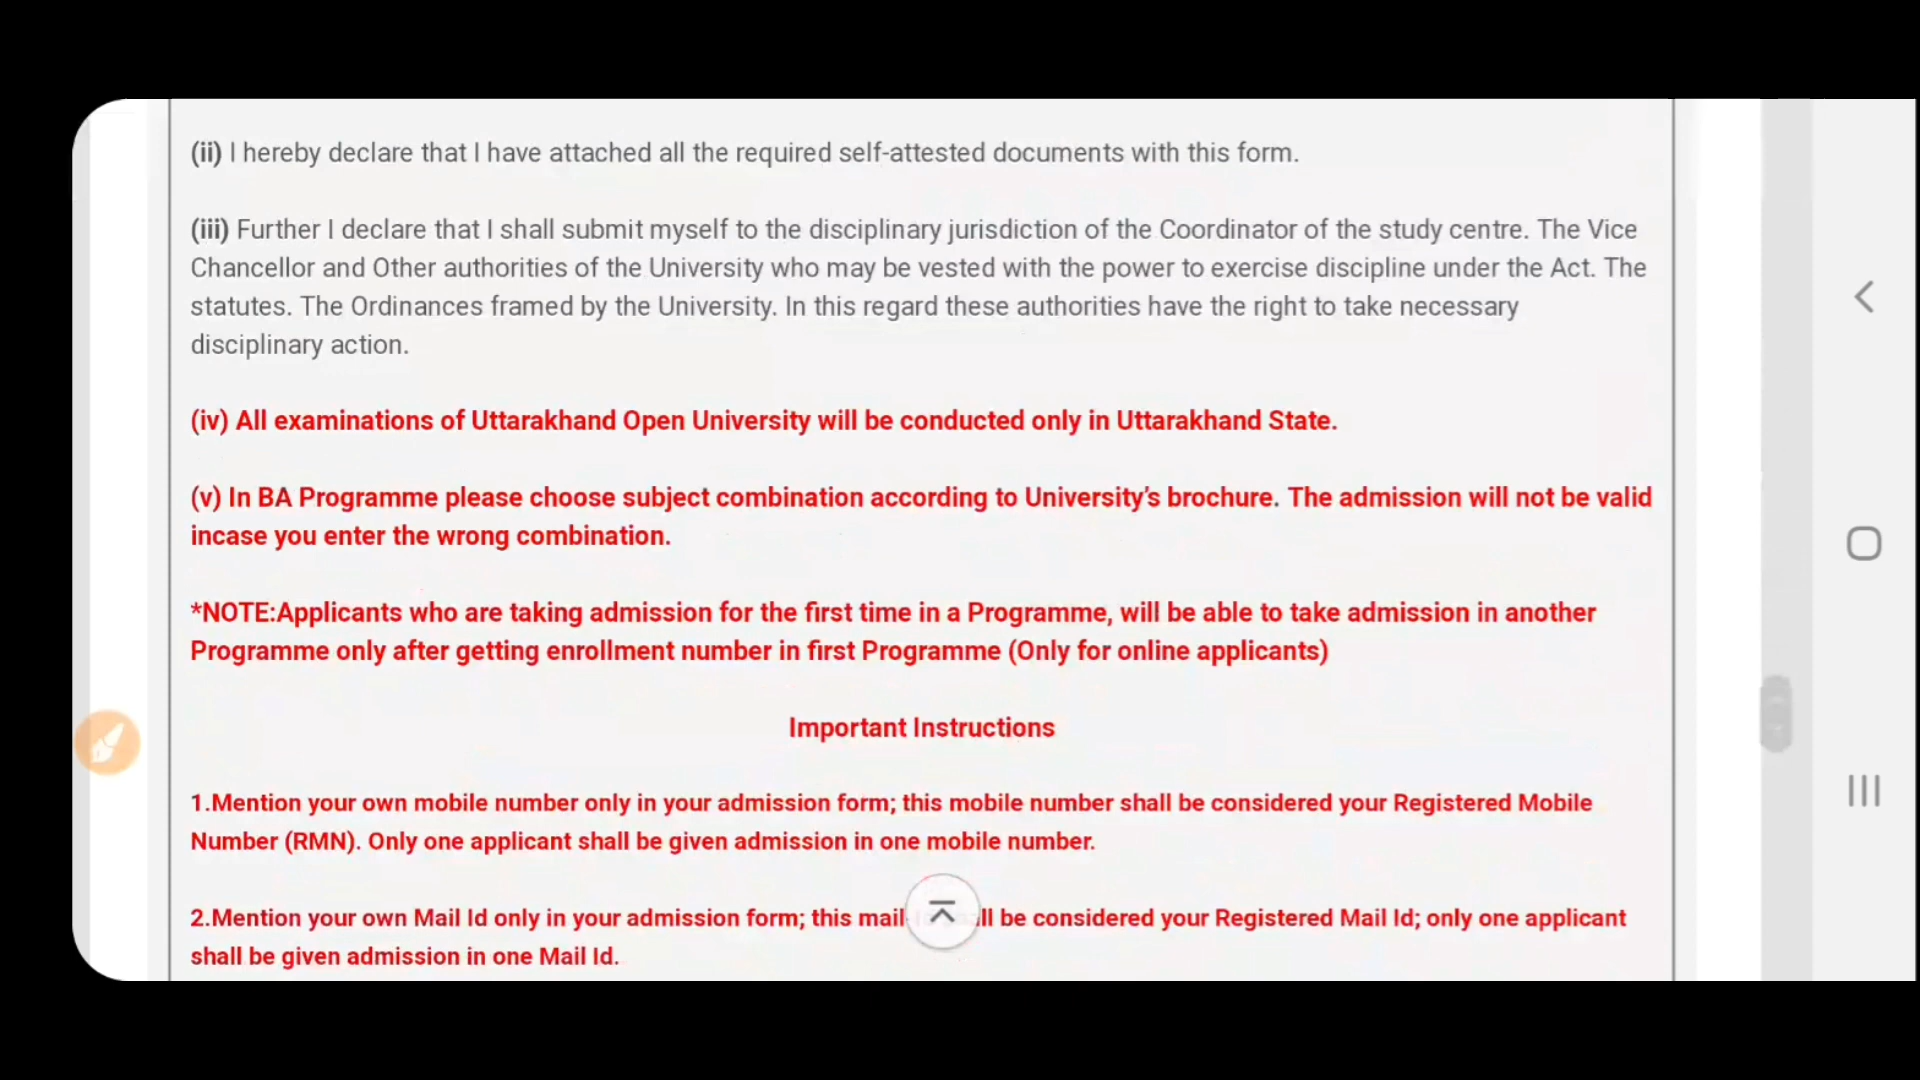 (ii) I hereby declare that I have attached all the required self-attested documents with this form.
(iii) Further I declare that I shall submit myself to the disciplinary jurisdiction of the Coordinator of the study centre. The Vice
Chancellor and Other authorities of the University who may be vested with the power to exercise discipline under the Act. The
statutes. The Ordinances framed by the University. In this regard these authorities have the right to take necessary
disciplinary action.
(iv) All examinations of Uttarakhand Open University will be conducted only in Uttarakhand State.
(v) In BA Programme please choose subject combination according to University's brochure. The admission will not be valid
incase you enter the wrong combination.
*NOTE:Applicants who are taking admission for the first time in a Programme, will be able to take admission in another
Programme only after getting enrollment number in first Programme (Only for online applicants)
Important Instructions
1.Mention your own mobile number only in your admission form; this mobile number shall be considered your Registered Mobile
Number (RMN). Only one applicant shall be given admission in one mobile number.
2.Mention your own Mail Id only in your admission form; this mail be considered your Registered Mail Id; only one applicant
shall be given admission in one Mail Id.